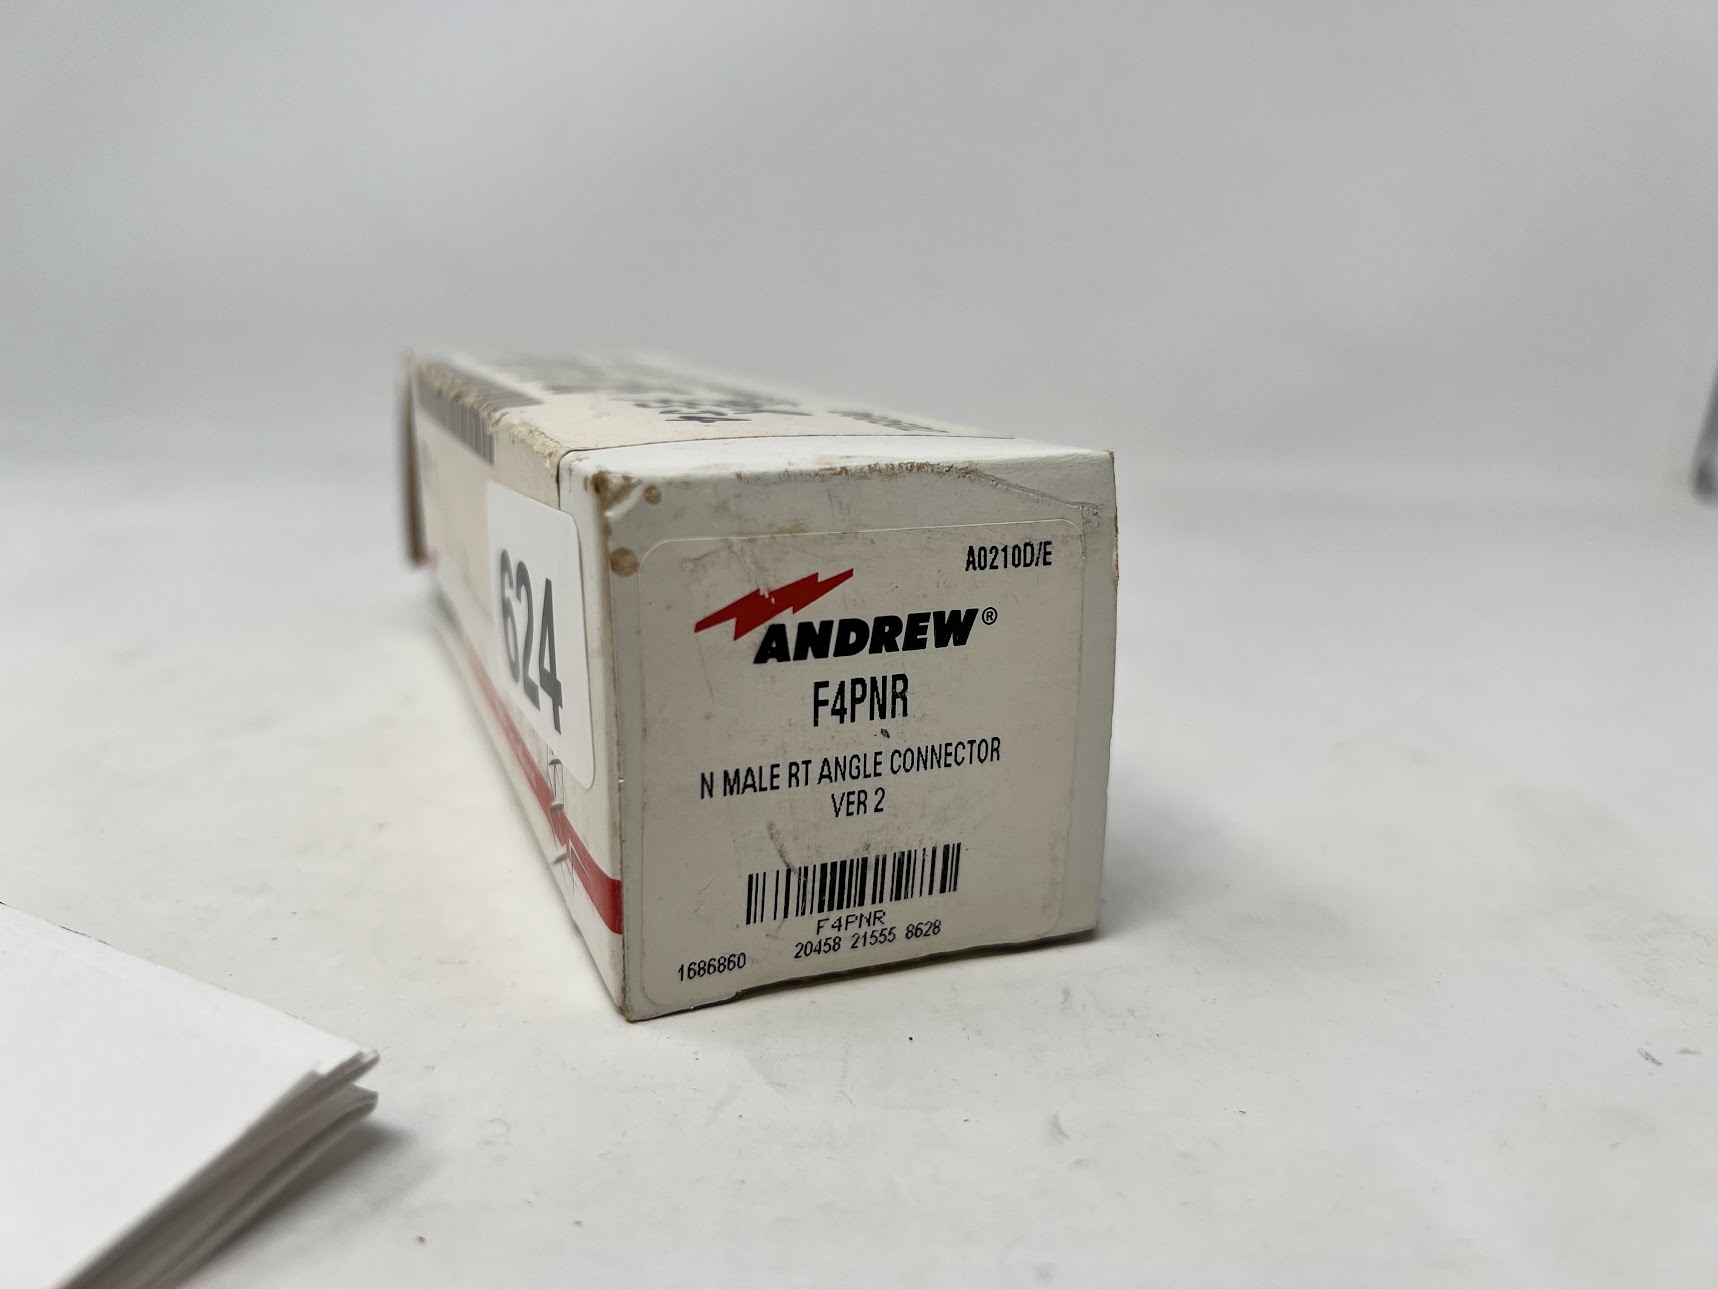 624
A0210D/E
ANDREW®
F4PNR
N MALE RT ANGLE CONNECTOR
VER 2
F4PNR
20458 21555 8628
1686860